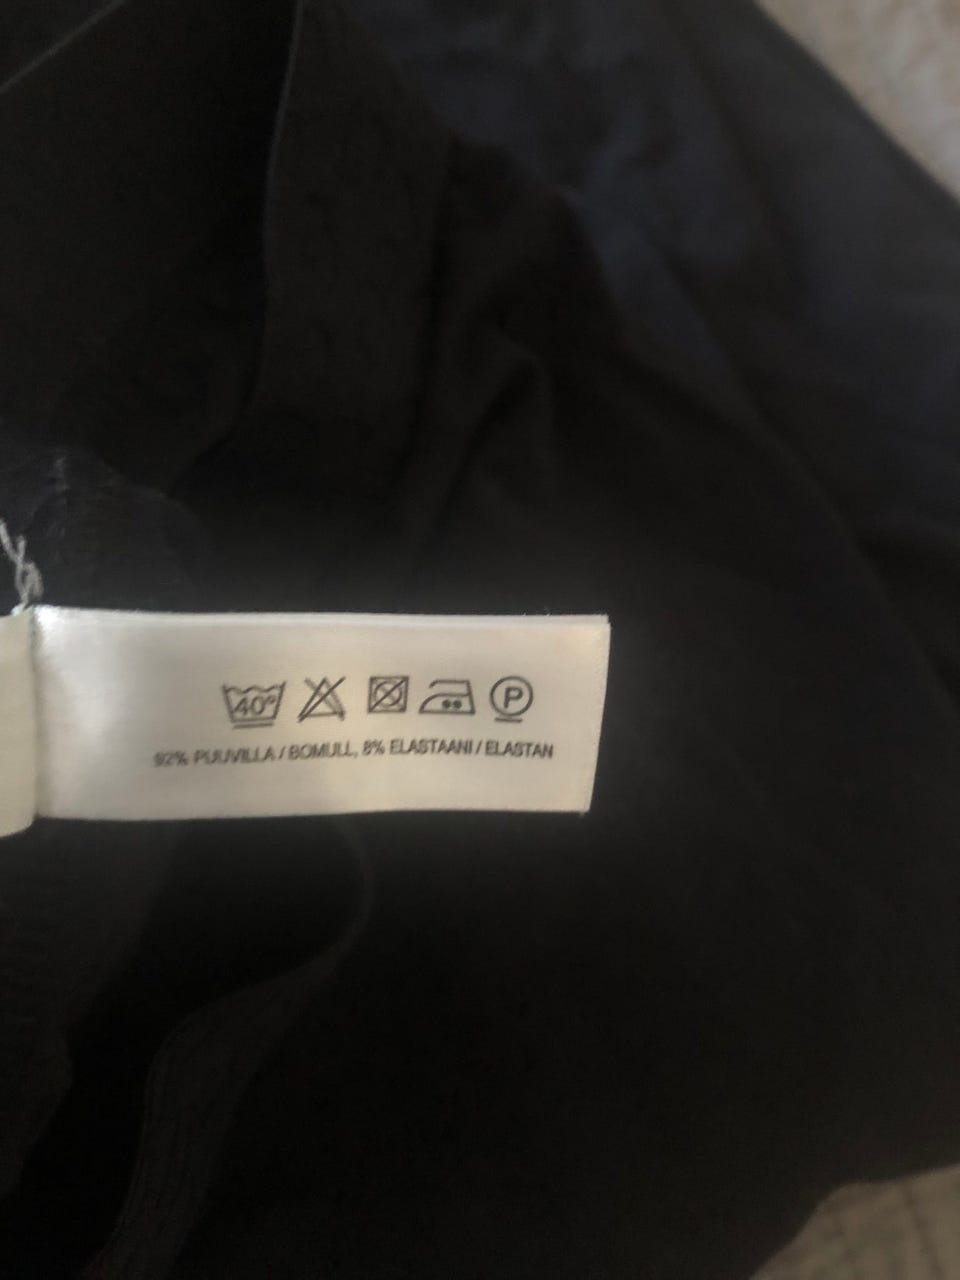 40°
P
92% PUUVILLA / BOMULL, 8% ELASTAANI / ELASTAN